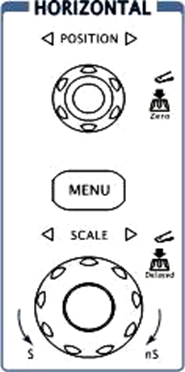 HORIZONTAL
POSITION
Zero
MENU
SCALE
Delayed
S nS